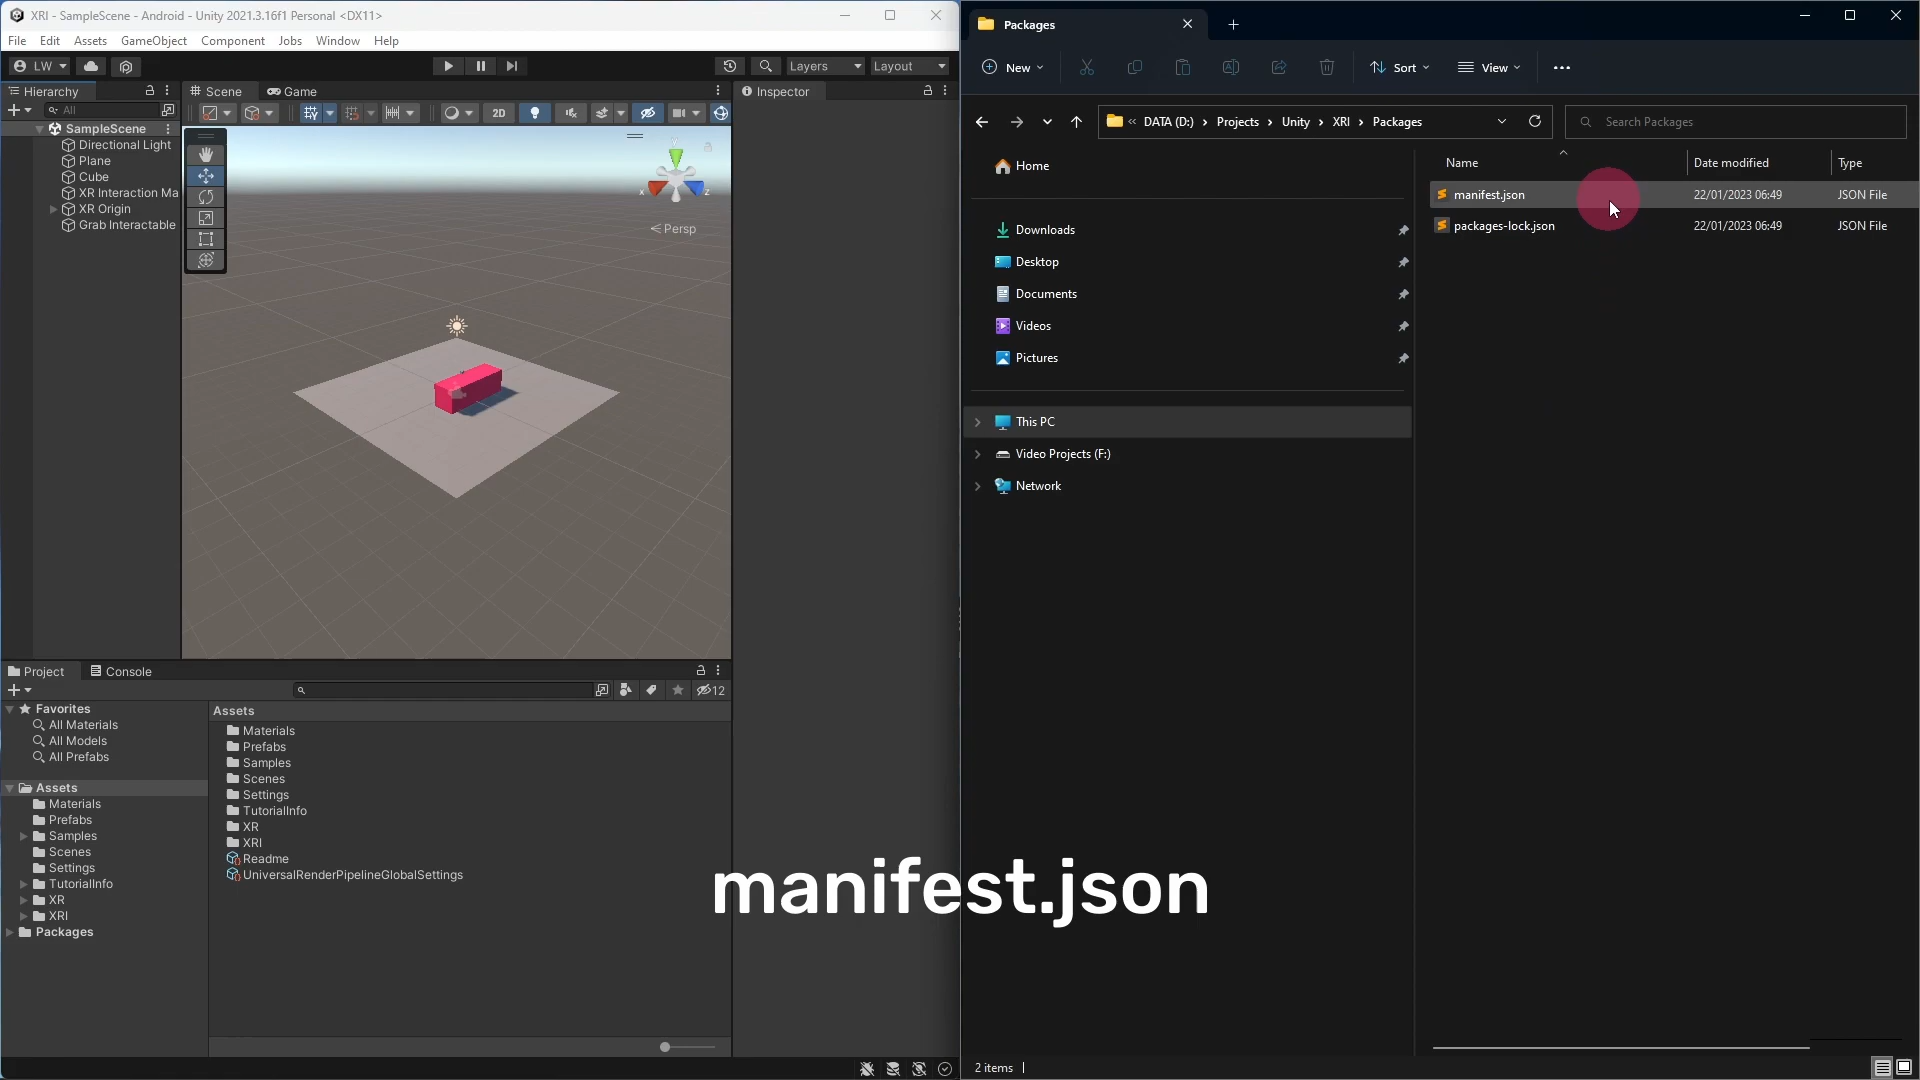 XRI - SampleScene - Android - Unity 2021.3.16f1 Personal <DX11>
File Edit Assets GameObject Component Jobs Window Help
LW
Layers
Layout
Hierarchy
All
SampleScene
Directional Light
Plane
Cube
XR Interaction Ma
XR Origin
Grab Interactable
Scene
Game
2D
y
x
z
< Persp
Inspector
Project
Console
12
Favorites
All Materials
All Models
All Prefabs
Assets
Materials
Prefabs
Samples
Scenes
Settings
TutorialInfo
XR
XRI
Packages
Assets
Materials
Prefabs
Samples
Scenes
Settings
TutorialInfo
XR
XRI
Readme
UniversalRenderPipelineGlobalSettings
manifest.json
Packages
New
Sort
View
« DATA (D:) > Projects > Unity > XRI > Packages
Search Packages
Home
Downloads
Desktop
Documents
Videos
Pictures
This PC
Video Projects (F:)
Network
Name Date modified Type
manifest.json 22/01/2023 06:49 JSON File
packages-lock.json 22/01/2023 06:49 JSON File
2 items